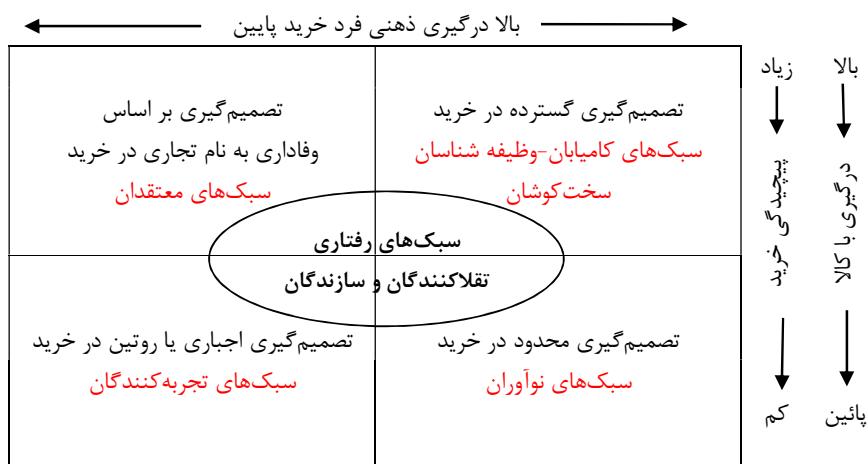 بالا درگیری ذهنی فرد خرید پایین
بالا
زیاد
درگیری با کالا
پیچیدگی خرید
پائین
کم
تصمیم‌گیری گسترده در خرید
سبک‌های کامیابان-وظیفه شناسان
سخت‌کوشان
تصمیم‌گیری بر اساس
وفاداری به نام تجاری در خرید
سبک‌های معتقدان
سبک‌های رفتاری
تقلاکنندگان و سازندگان
تصمیم‌گیری محدود در خرید
سبک‌های نوآوران
تصمیم‌گیری اجباری یا روتین در خرید
سبک‌های تجربه‌کنندگان